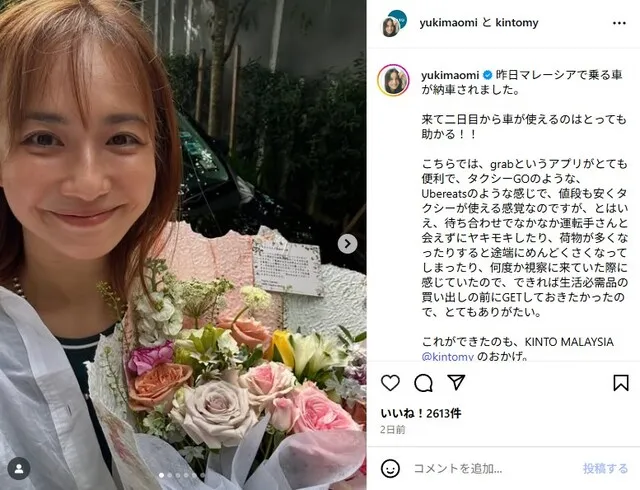 yukimaomi と kintomy
yukimaomi 昨日マレーシアで乗る車
が納車されました。
来て二日目から車が使えるのはとっても
助かる！！
こちらでは、grabというアプリがとても
便利で、タクシーGOのような、
Ubereatsのような感じで、値段も安くタ
クシーが使える感覚なのですが、とはい
え、待ち合わせでなかなか運転手さんと
会えずにヤキモキしたり、荷物が多くな
ったりすると途端にめんどくさくなって
しまったり、何度か視察に来ていた際に
感じていたので、できれば生活必需品の
買い出しの前にGETしておきたかったの
で、とてもありがたい。
これができたのも、KINTO MALAYSIA
@kintomy のおかげ。
いいね！2613件
2日前
コメントを追加... 投稿する